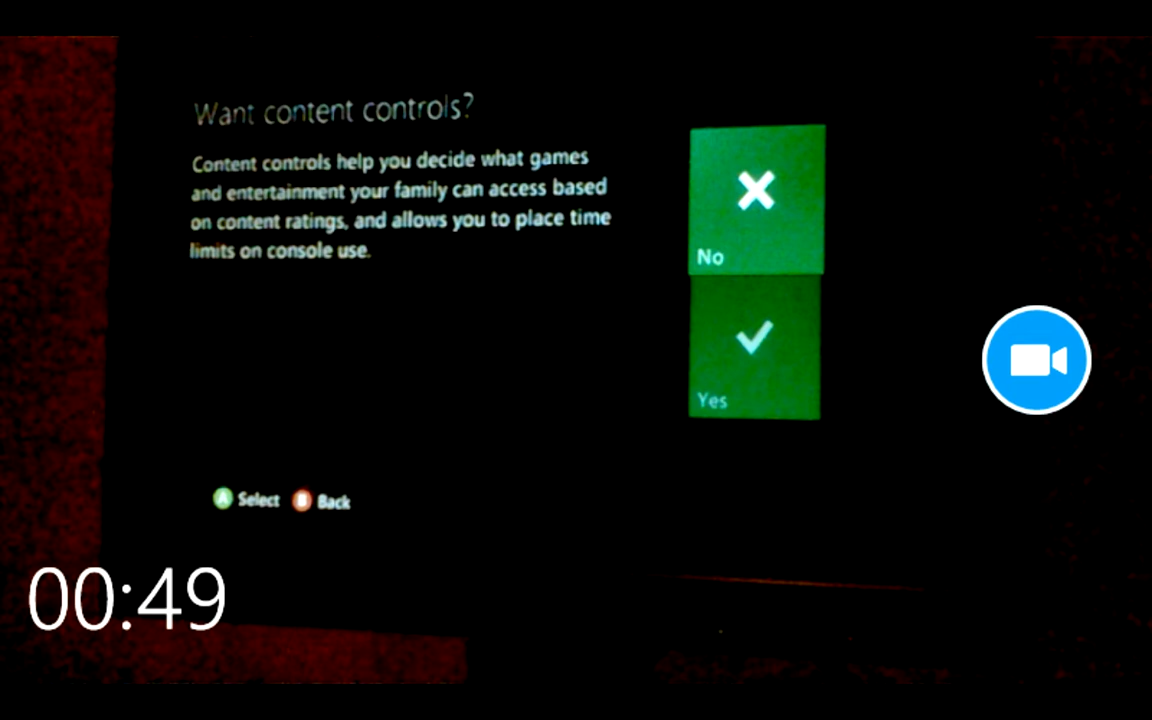 Want content controls?
Content controls help you decide what games
and entertainment your family can access based
on content ratings, and allows you to place time
limits on console use.
No
Yes
A Select B Back
00:49